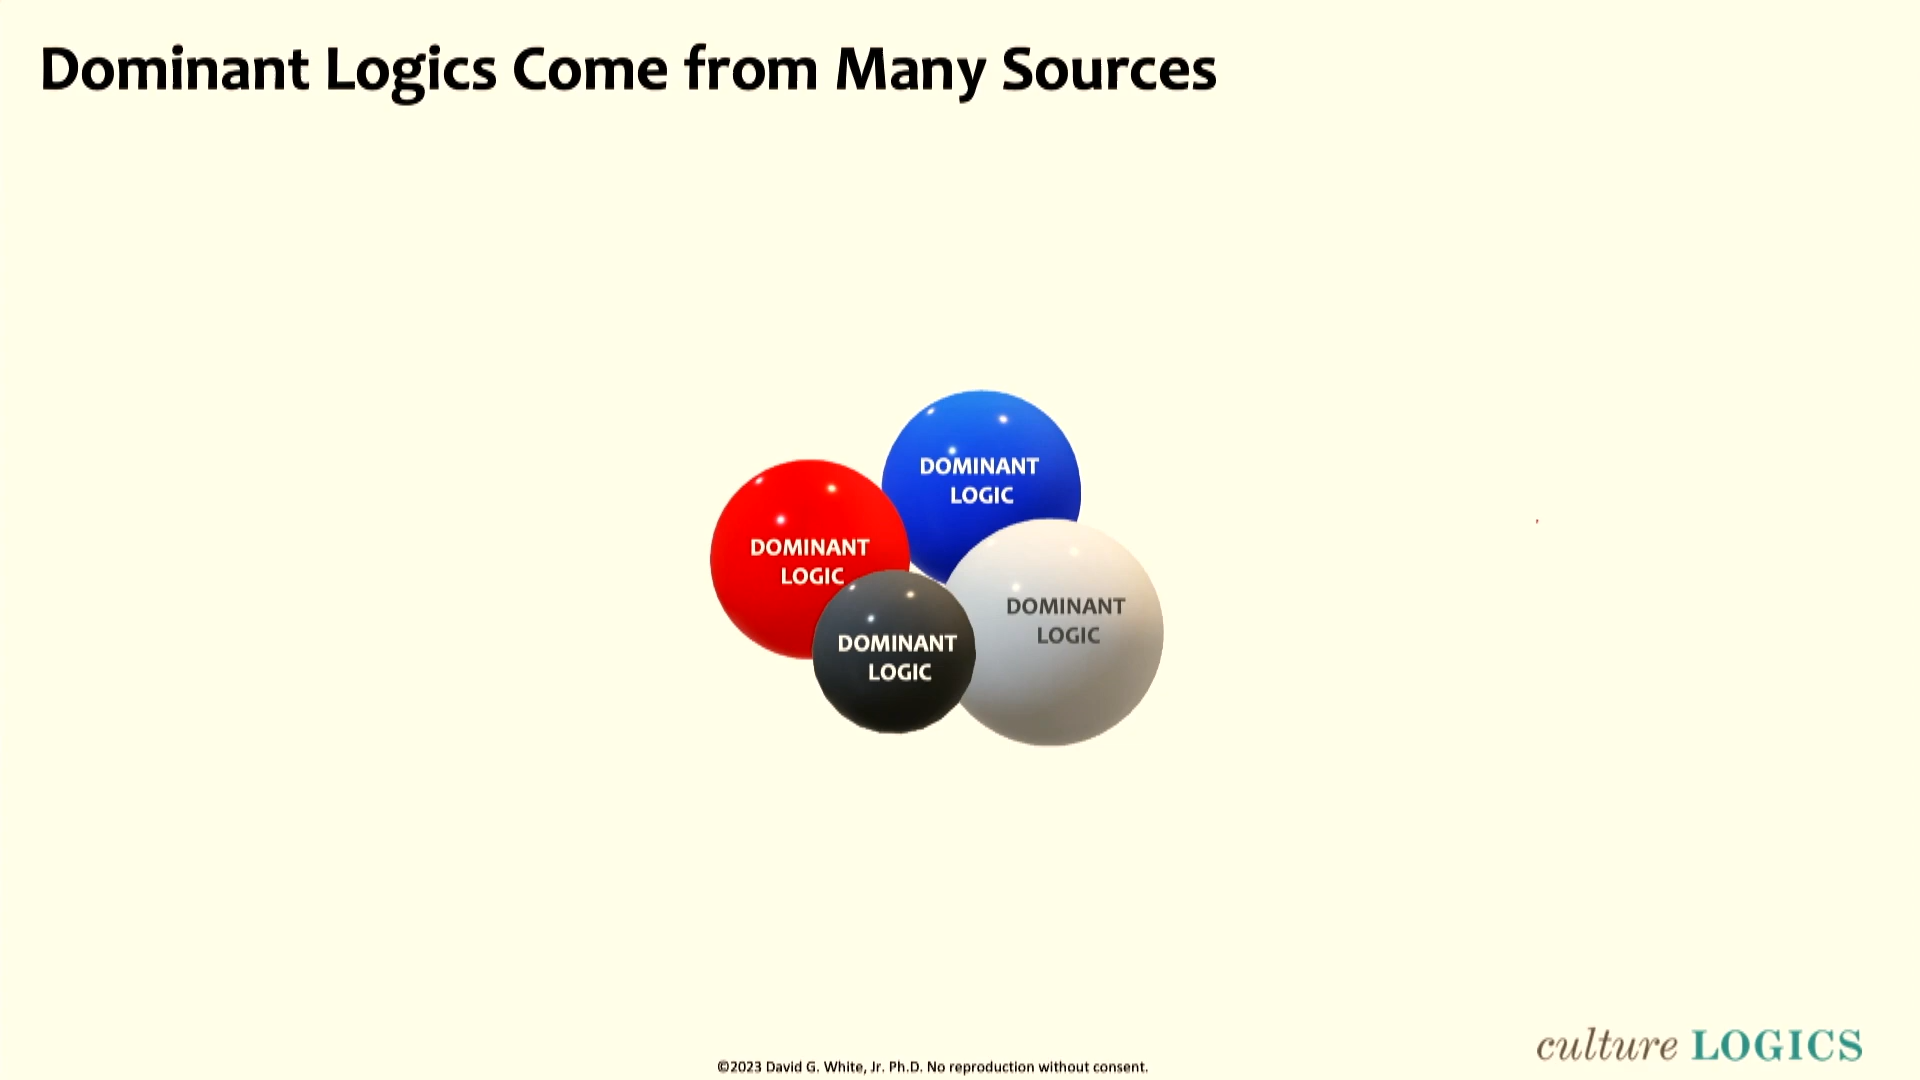 Dominant Logics Come from Many Sources
DOMINANT
LOGIC
DOMINANT
LOGIC
DOMINANT
LOGIC
DOMINANT
LOGIC
culture LOGICS
©2023 David G. White, Jr. Ph.D. No reproduction without consent.